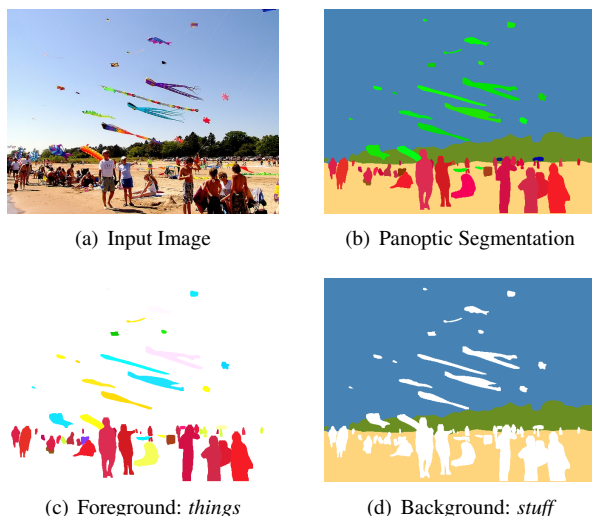 (a) Input Image
(b) Panoptic Segmentation
(c) Foreground: things
(d) Background: stuff